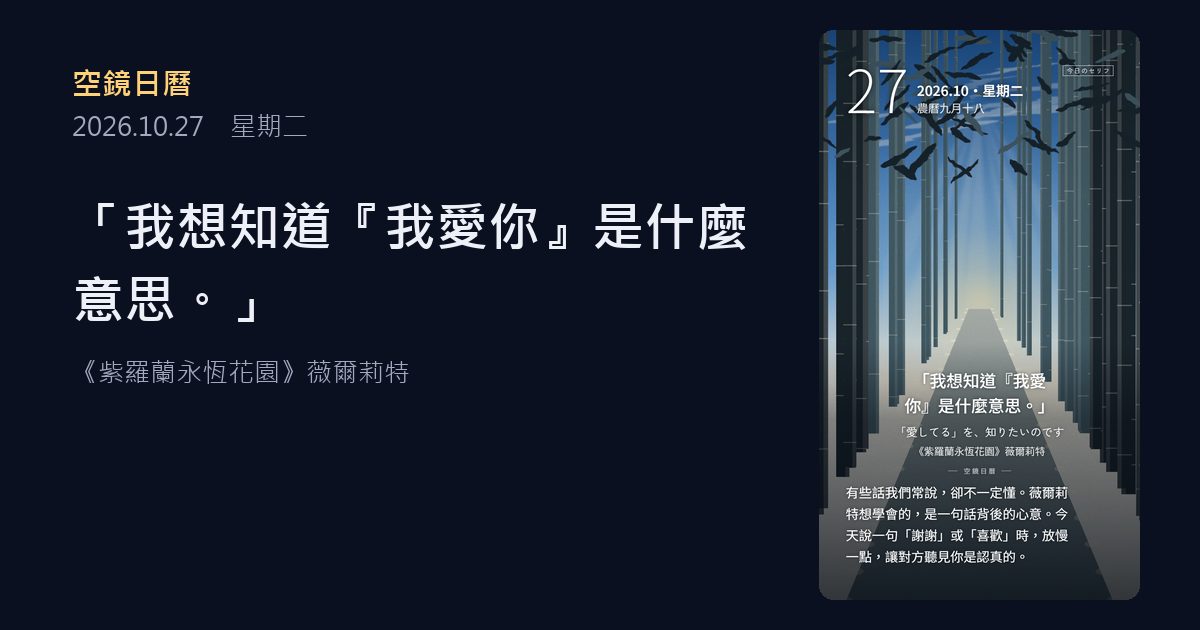 空鏡日曆
2026.10.27 星期二
「我想知道『我愛你』是什麼
意思。」
《紫羅蘭永恆花園》薇爾莉特
27
2026.10・星期二
農曆九月十八
今日のセリフ
「我想知道『我愛
你』是什麼意思。」
「愛してる」を、知りたいのです
《紫羅蘭永恆花園》薇爾莉特
— 空鏡日曆 —
有些話我們常說，卻不一定懂。薇爾莉
特想學會的，是一句話背後的心意。今
天說一句「謝謝」或「喜歡」時，放慢
一點，讓對方聽見你是認真的。